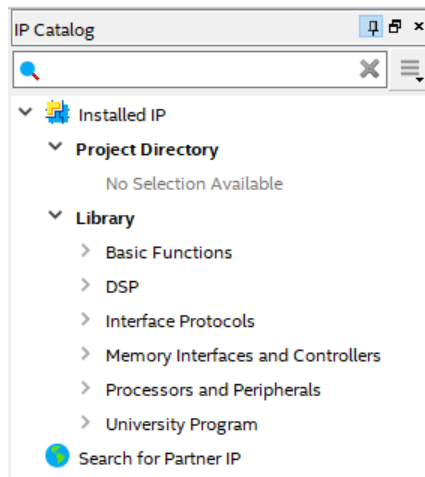 IP Catalog
Installed IP
Project Directory
No Selection Available
Library
Basic Functions
DSP
Interface Protocols
Memory Interfaces and Controllers
Processors and Peripherals
University Program
Search for Partner IP